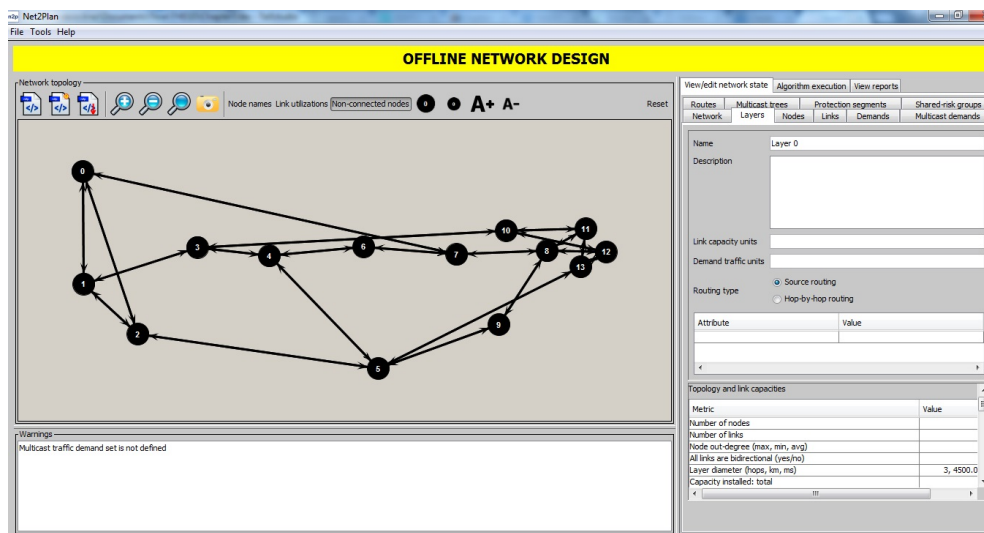 n2p Net2Plan
File Tools Help
OFFLINE NETWORK DESIGN
Network topology
</> </> </> Node names Link utilizations Non-connected nodes 0 0 A+ A- Reset
0
10 11
3 6 8 12
4 7
13
1
9
2
5
Warnings
Multicast traffic demand set is not defined
View/edit network state Algorithm execution View reports
Routes Multicast trees Protection segments Shared-risk groups
Network Layers Nodes Links Demands Multicast demands
Name Layer 0
Description
Link capacity units
Demand traffic units
Routing type Source routing
Hop-by-hop routing
Attribute Value
Topology and link capacities
Metric Value
Number of nodes
Number of links
Node out-degree (max, min, avg)
All links are bidirectional (yes/no)
Layer diameter (hops, km, ms) 3, 4500.0
Capacity installed: total